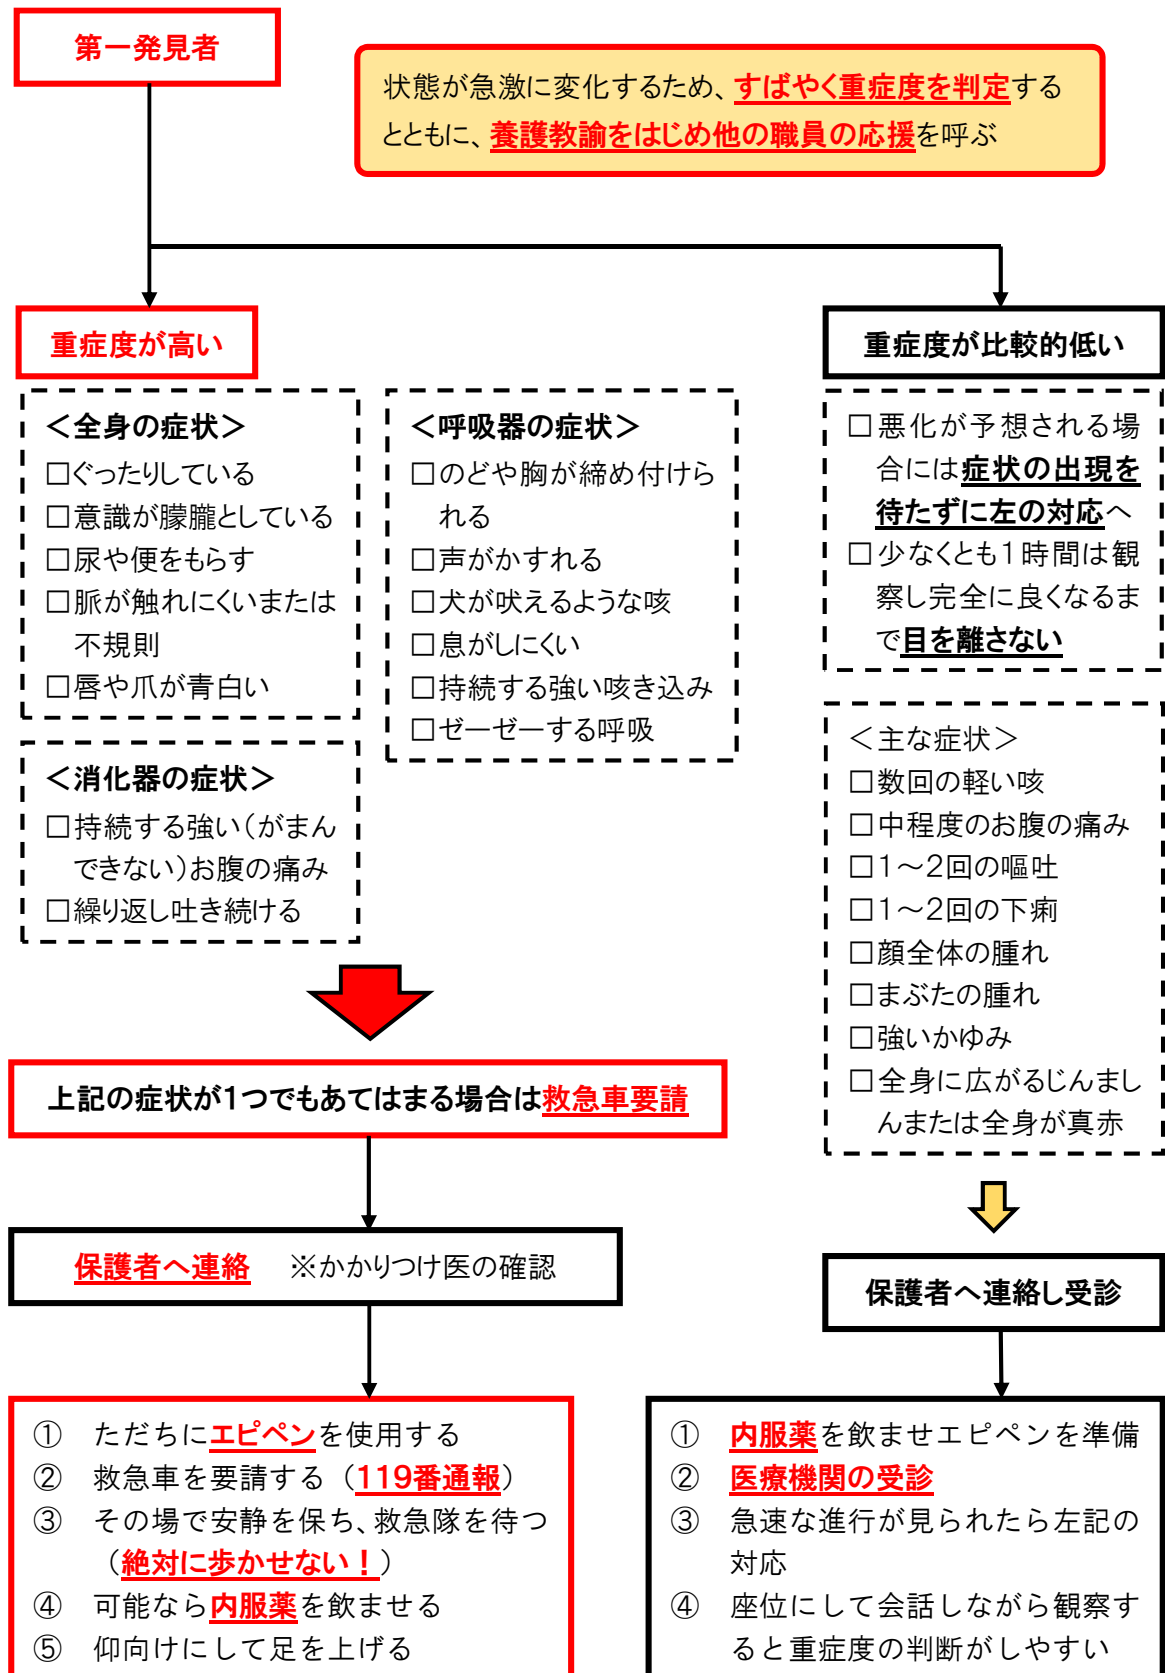 第一発見者
状態が急激に変化するため、すばやく重症度を判定する
とともに、養護教諭をはじめ他の職員の応援を呼ぶ
重症度が高い
＜全身の症状＞
□ぐったりしている
□意識が朦朧としている
□尿や便をもらす
□脈が触れにくいまたは
不規則
□唇や爪が青白い
＜呼吸器の症状＞
□のどや胸が締め付けら
れる
□声がかすれる
□犬が吠えるような咳
□息がしにくい
□持続する強い咳き込み
□ゼーゼーする呼吸
＜消化器の症状＞
□持続する強い（がまん
できない）お腹の痛み
□繰り返し吐き続ける
上記の症状が1つでもあてはまる場合は救急車要請
保護者へ連絡　※かかりつけ医の確認
①　ただちにエピペンを使用する
②　救急車を要請する（119番通報）
③　その場で安静を保ち、救急隊を待つ
（絶対に歩かせない！）
④　可能なら内服薬を飲ませる
⑤　仰向けにして足を上げる
重症度が比較的低い
□悪化が予想される場
合には症状の出現を
待たずに左の対応へ
□少なくとも1時間は観
察し完全に良くなるま
で目を離さない
＜主な症状＞
□数回の軽い咳
□中程度のお腹の痛み
□1～2回の嘔吐
□1～2回の下痢
□顔全体の腫れ
□まぶたの腫れ
□強いかゆみ
□全身に広がるじんまし
んまたは全身が真赤
保護者へ連絡し受診
①　内服薬を飲ませエピペンを準備
②　医療機関の受診
③　急速な進行が見られたら左記の
対応
④　座位にして会話しながら観察す
ると重症度の判断がしやすい